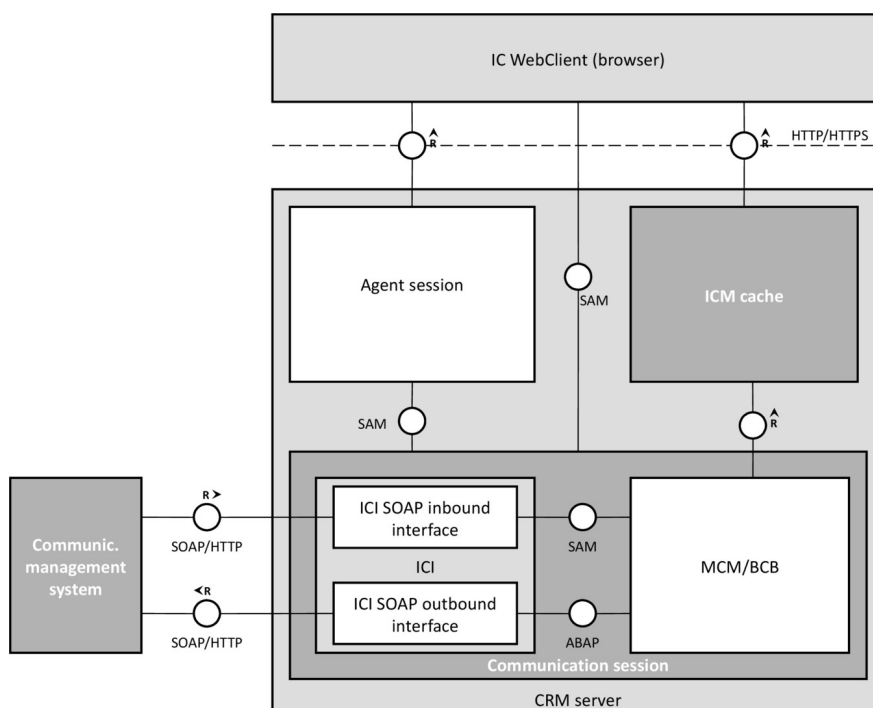 IC WebClient (browser)
R
R
HTTP/HTTPS
Agent session
ICM cache
SAM
SAM
R
Communic.
management
system
R
SOAP/HTTP
ICI SOAP inbound
interface
SAM
ICI
MCM/BCB
R
SOAP/HTTP
ICI SOAP outbound
interface
ABAP
Communication session
CRM server